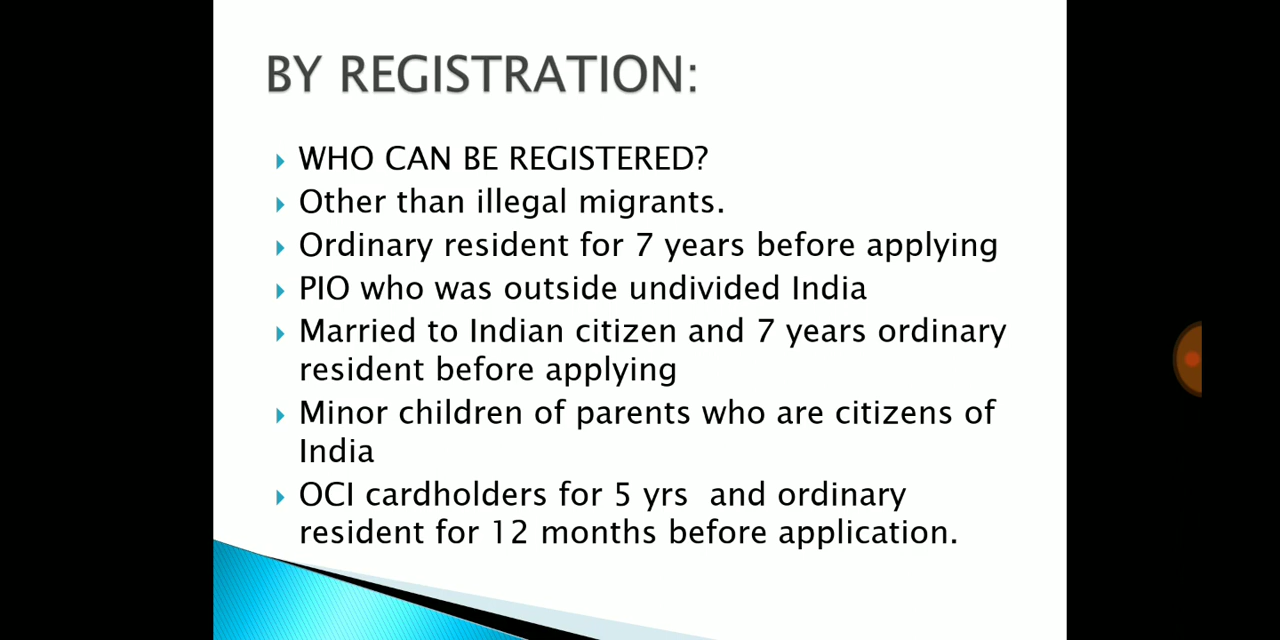 BY REGISTRATION:
WHO CAN BE REGISTERED?
Other than illegal migrants.
Ordinary resident for 7 years before applying
PIO who was outside undivided India
Married to Indian citizen and 7 years ordinary
resident before applying
Minor children of parents who are citizens of
India
OCI cardholders for 5 yrs  and ordinary
resident for 12 months before application.